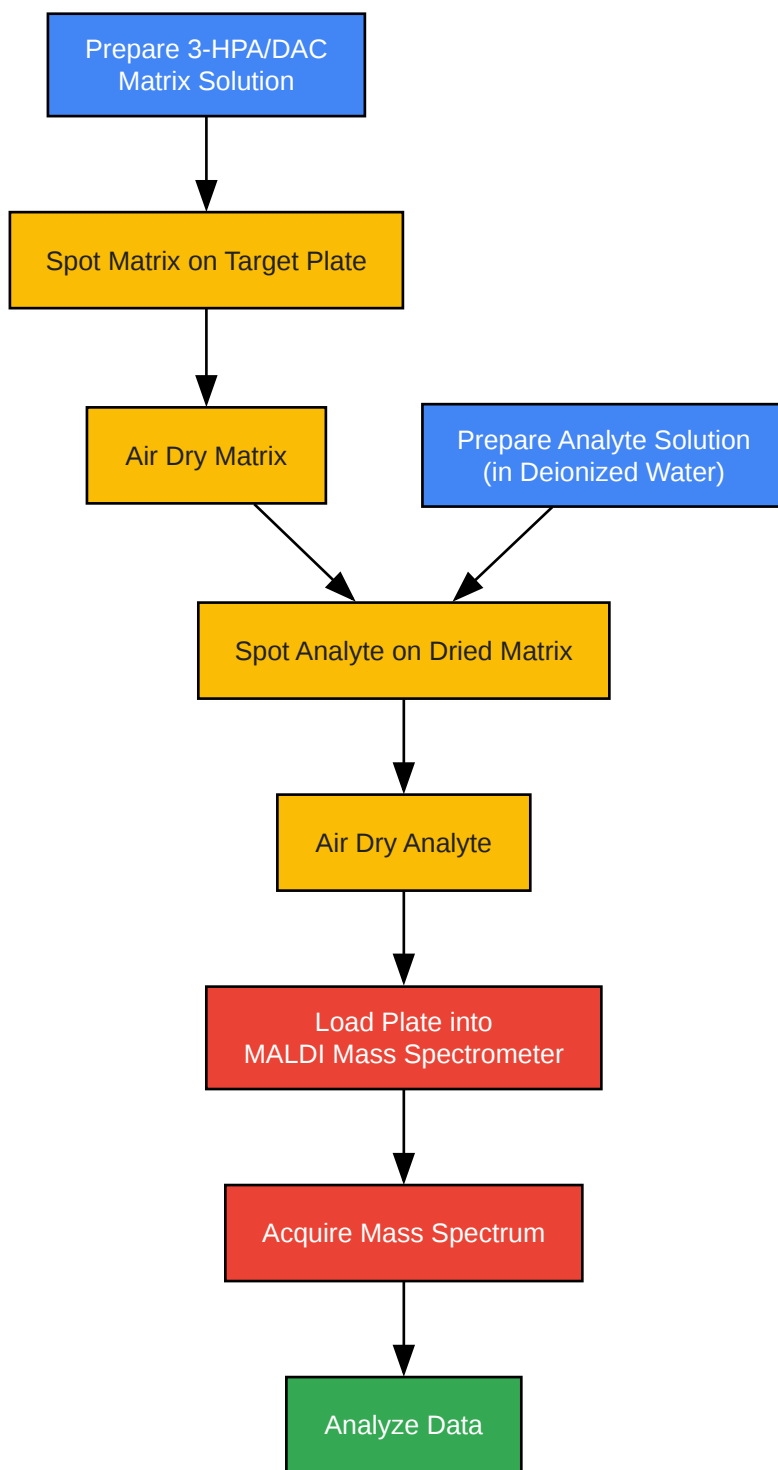 Prepare 3-HPA/DAC
Matrix Solution
Spot Matrix on Target Plate
Air Dry Matrix
Prepare Analyte Solution
(in Deionized Water)
Spot Analyte on Dried Matrix
Air Dry Analyte
Load Plate into
MALDI Mass Spectrometer
Acquire Mass Spectrum
Analyze Data